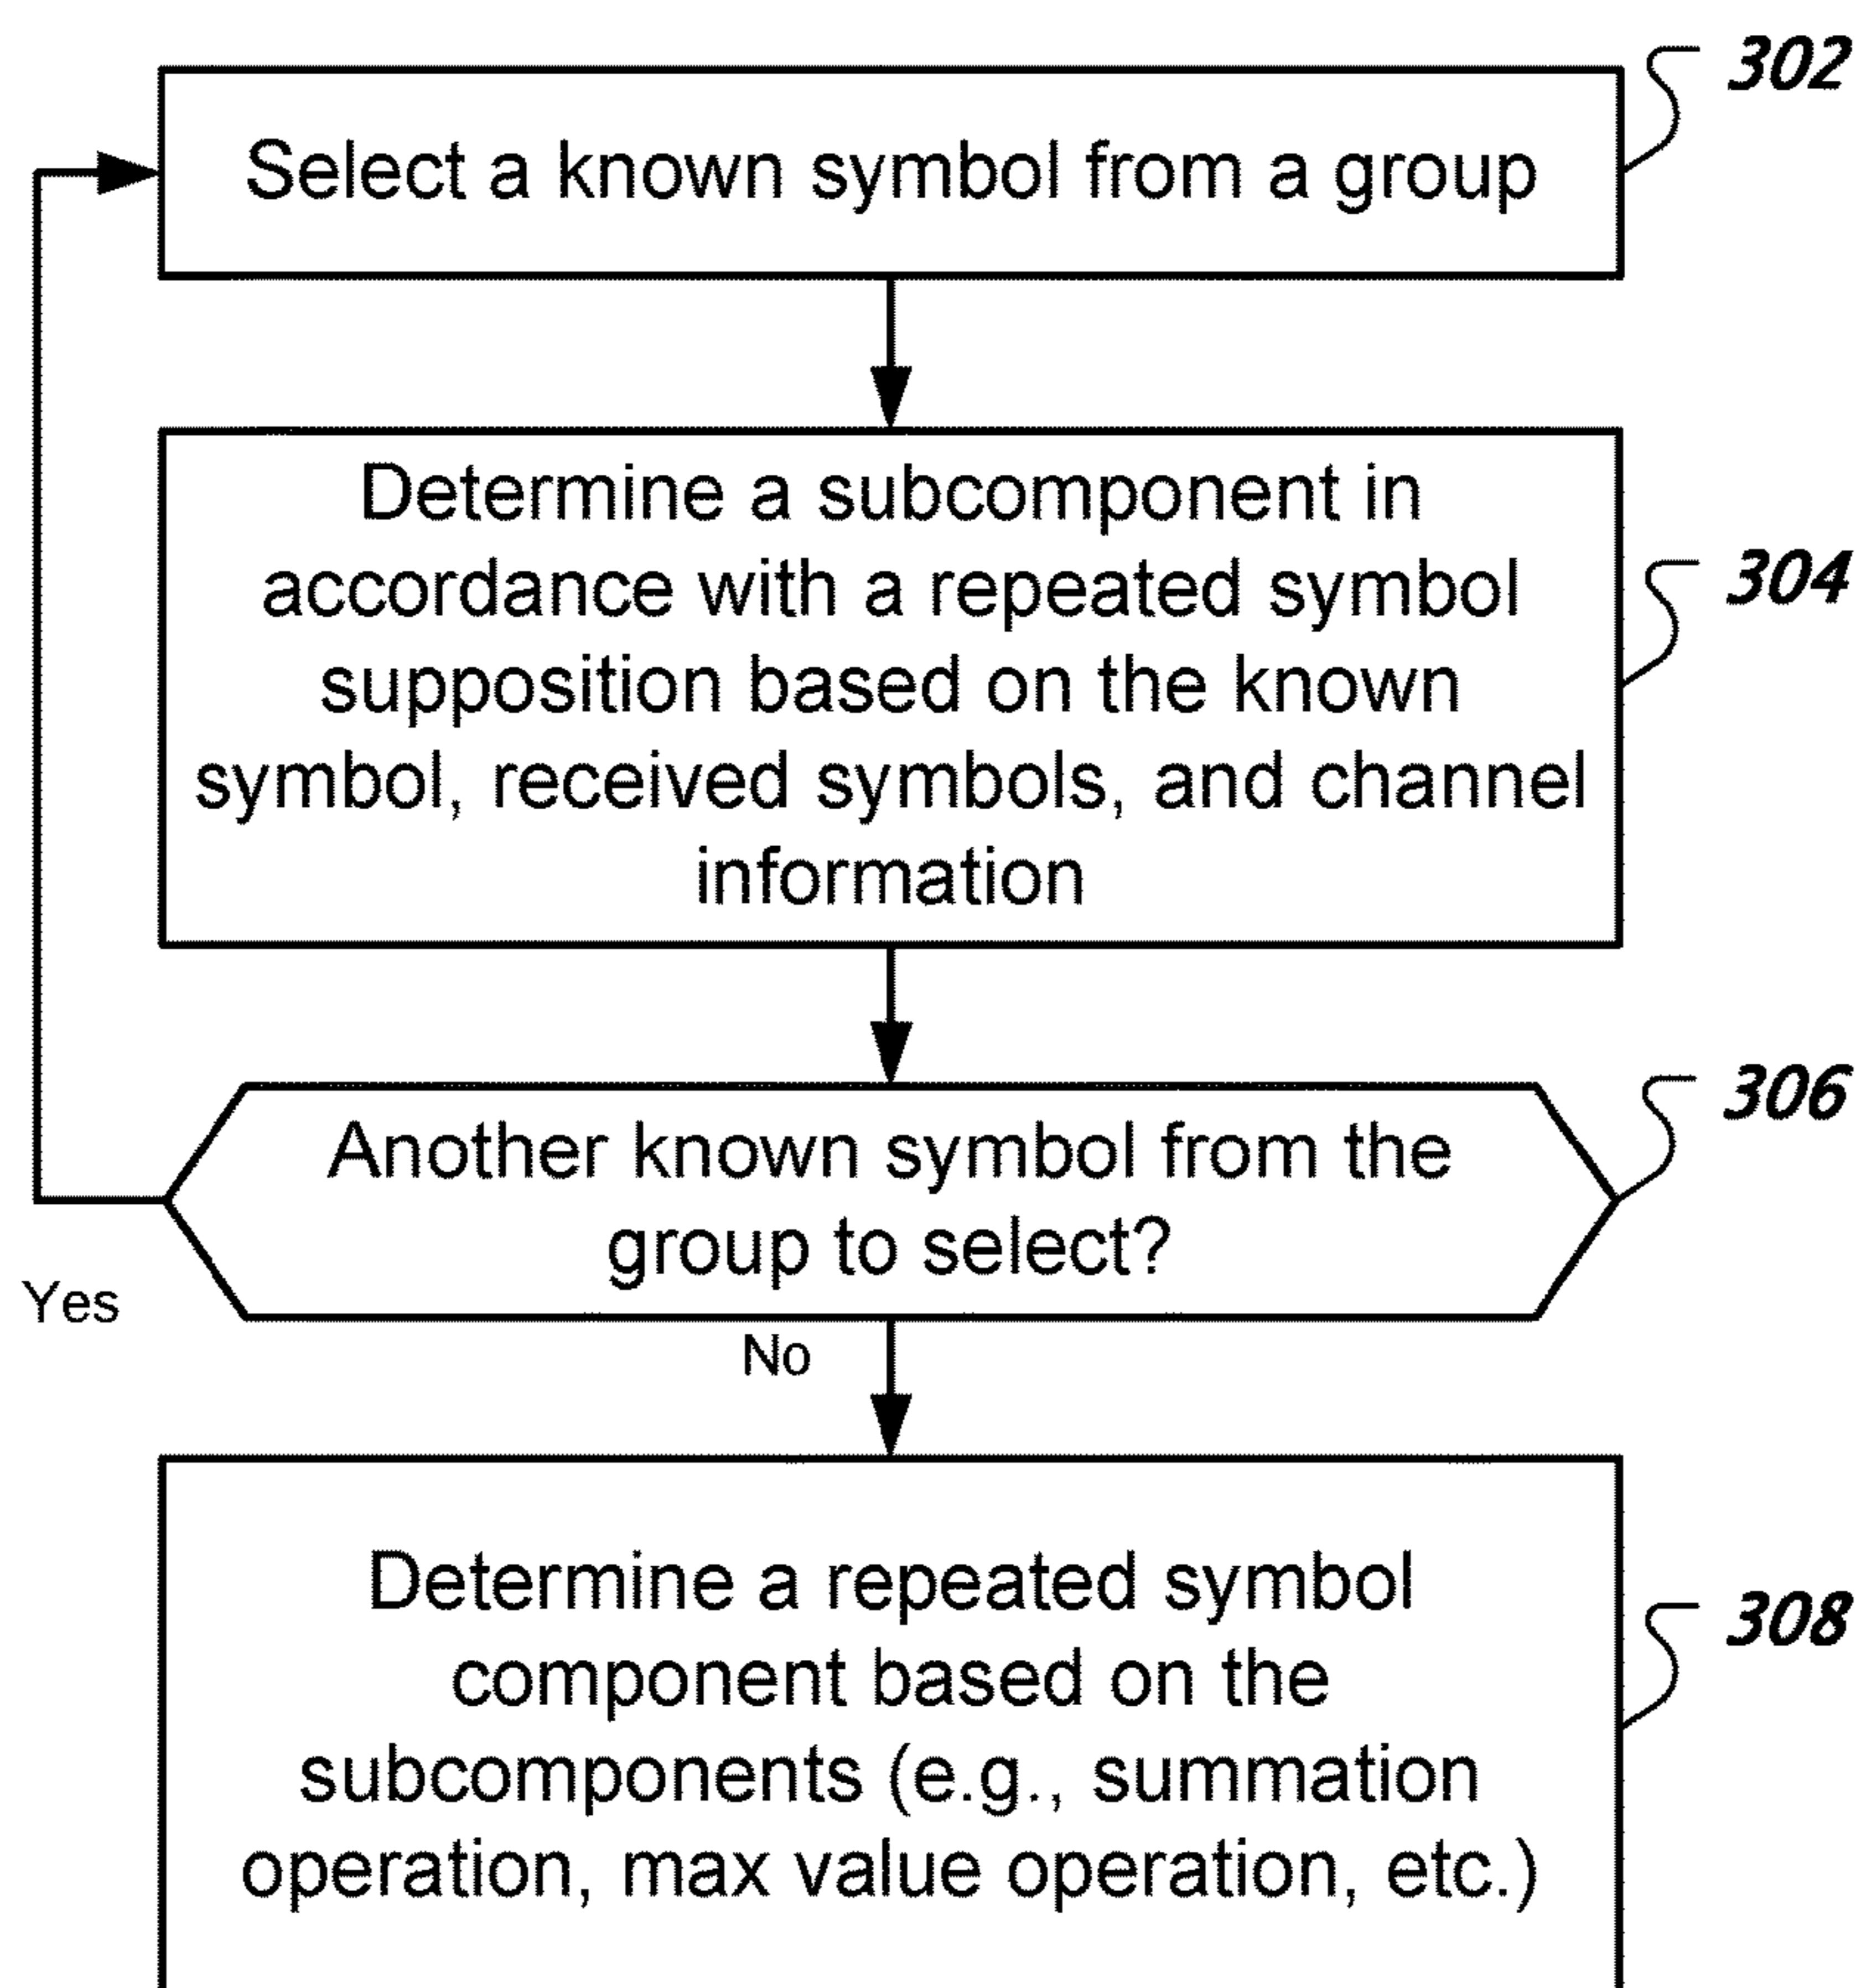 302
Select a known symbol from a group
Determine a subcomponent in
accordance with a repeated symbol
supposition based on the known
symbol, received symbols, and channel
information
304
Another known symbol from the
group to select?
306
Yes
No
Determine a repeated symbol
component based on the
subcomponents (e.g., summation
operation, max value operation, etc.)
308